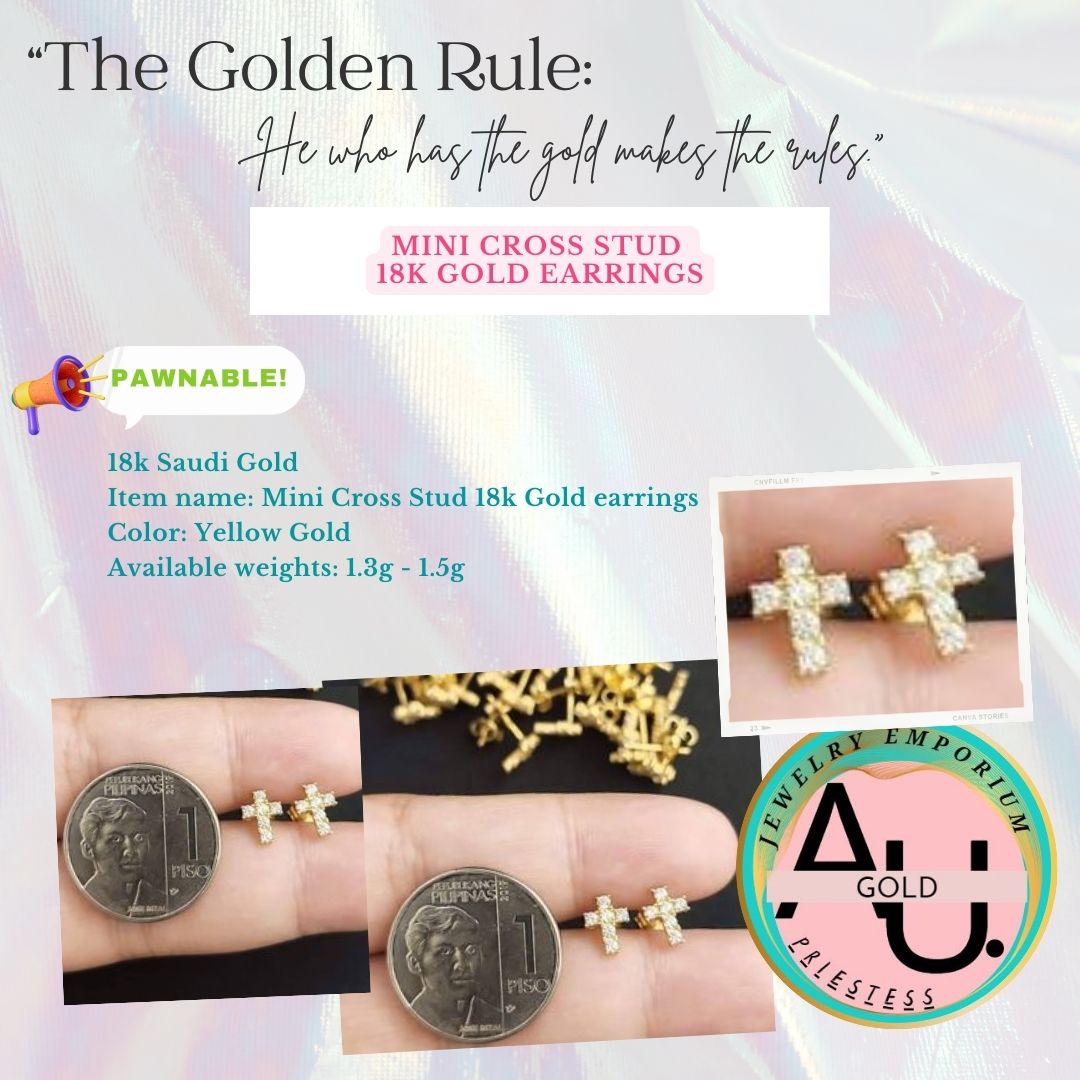 “The Golden Rule:
He who has the gold makes the rules.”
MINI CROSS STUD
18K GOLD EARRINGS
PAWNABLE!
18k Saudi Gold
Item name: Mini Cross Stud 18k Gold earrings
Color: Yellow Gold
Available weights: 1.3g - 1.5g
CANVA STORIES
23
PILIPINAS
1
PISO
PILIPINAS
1
PISO
JEWELRY EMPORIUM
AU.
GOLD
PRIESTESS